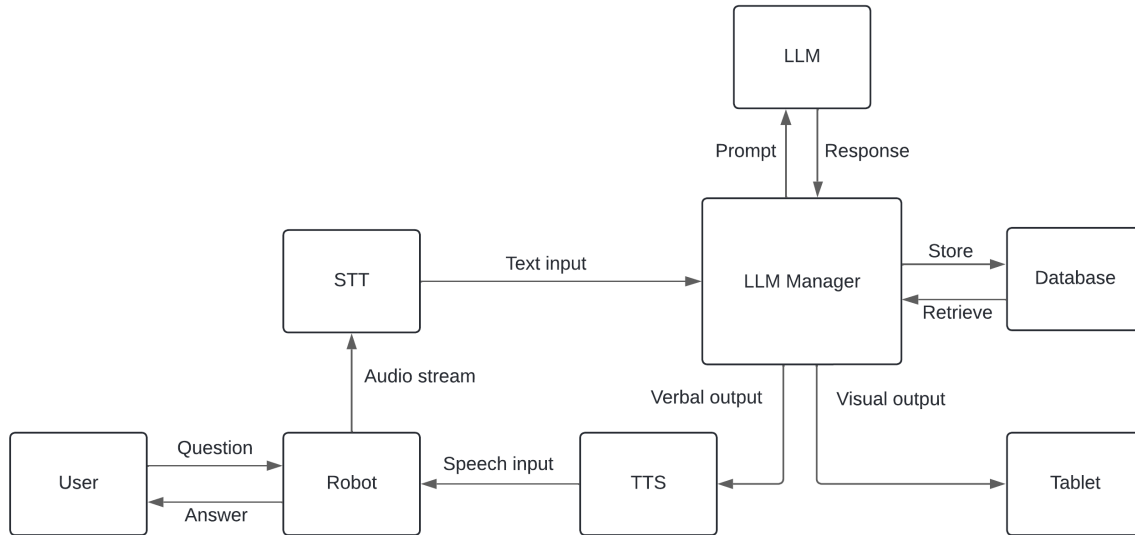 LLM
Prompt
Response
STT
Text input
LLM Manager
Store
Database
Retrieve
Audio stream
Verbal output
Visual output
User
Question
Robot
Speech input
TTS
Tablet
Answer